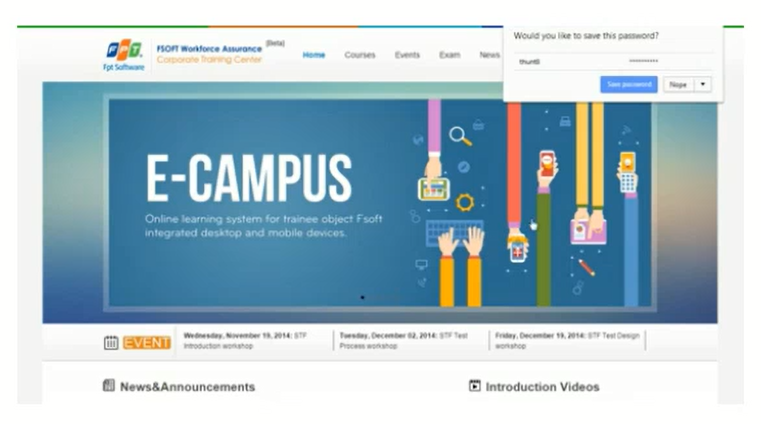 Would you like to save this password?
FPT
Fpt Software
FSOFT Workforce Assurance [Beta]
Corporate Training Center
Home Courses Events Exam News
Save password Nope
E-CAMPUS
Online learning system for trainee object Fsoft
integrated desktop and mobile devices.
EVENT
Wednesday, November 19, 2014: STF
Introduction workshop
Tuesday, December 02, 2014: STF Test
Process workshop
Friday, December 19, 2014: STF Test Design
workshop
News&Announcements
Introduction Videos